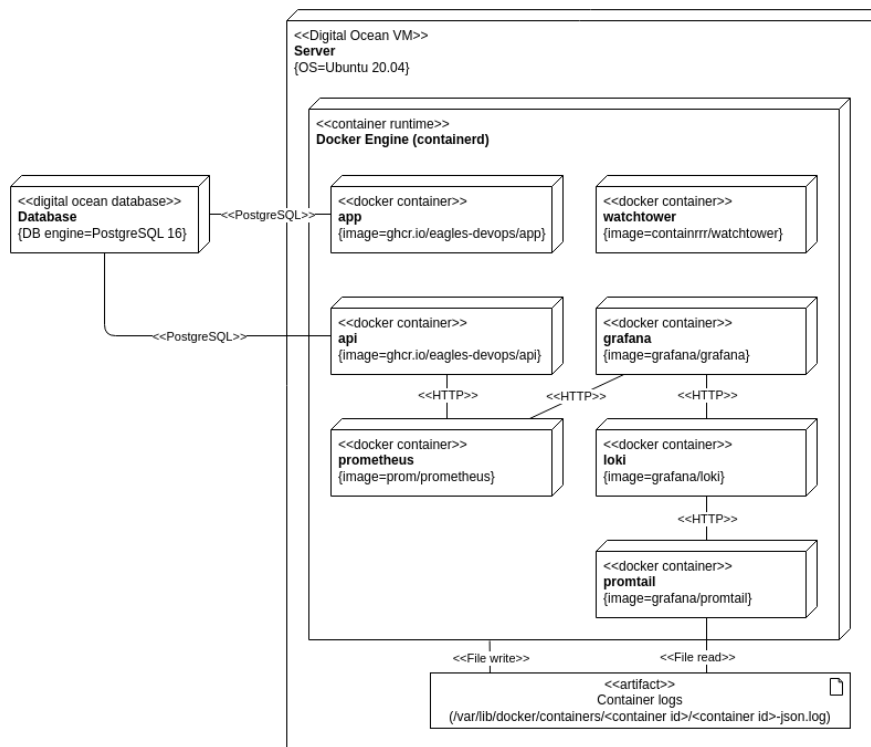 <<Digital Ocean VM>>
Server
{OS=Ubuntu 20.04}
<<container runtime>>
Docker Engine (containerd)
<<digital ocean database>>
Database
{DB engine=PostgreSQL 16}
<<PostgreSQL>>
<<docker container>>
app
{image=ghcr.io/eagles-devops/app}
<<docker container>>
watchtower
{image=containrrr/watchtower}
<<PostgreSQL>>
<<docker container>>
api
{image=ghcr.io/eagles-devops/api}
<<docker container>>
grafana
{image=grafana/grafana}
<<HTTP>>
<<HTTP>>
<<HTTP>>
<<docker container>>
prometheus
{image=prom/prometheus}
<<docker container>>
loki
{image=grafana/loki}
<<HTTP>>
<<docker container>>
promtail
{image=grafana/promtail}
<<File write>>
<<File read>>
<<artifact>>
Container logs
(/var/lib/docker/containers/<container id>/<container id>-json.log)